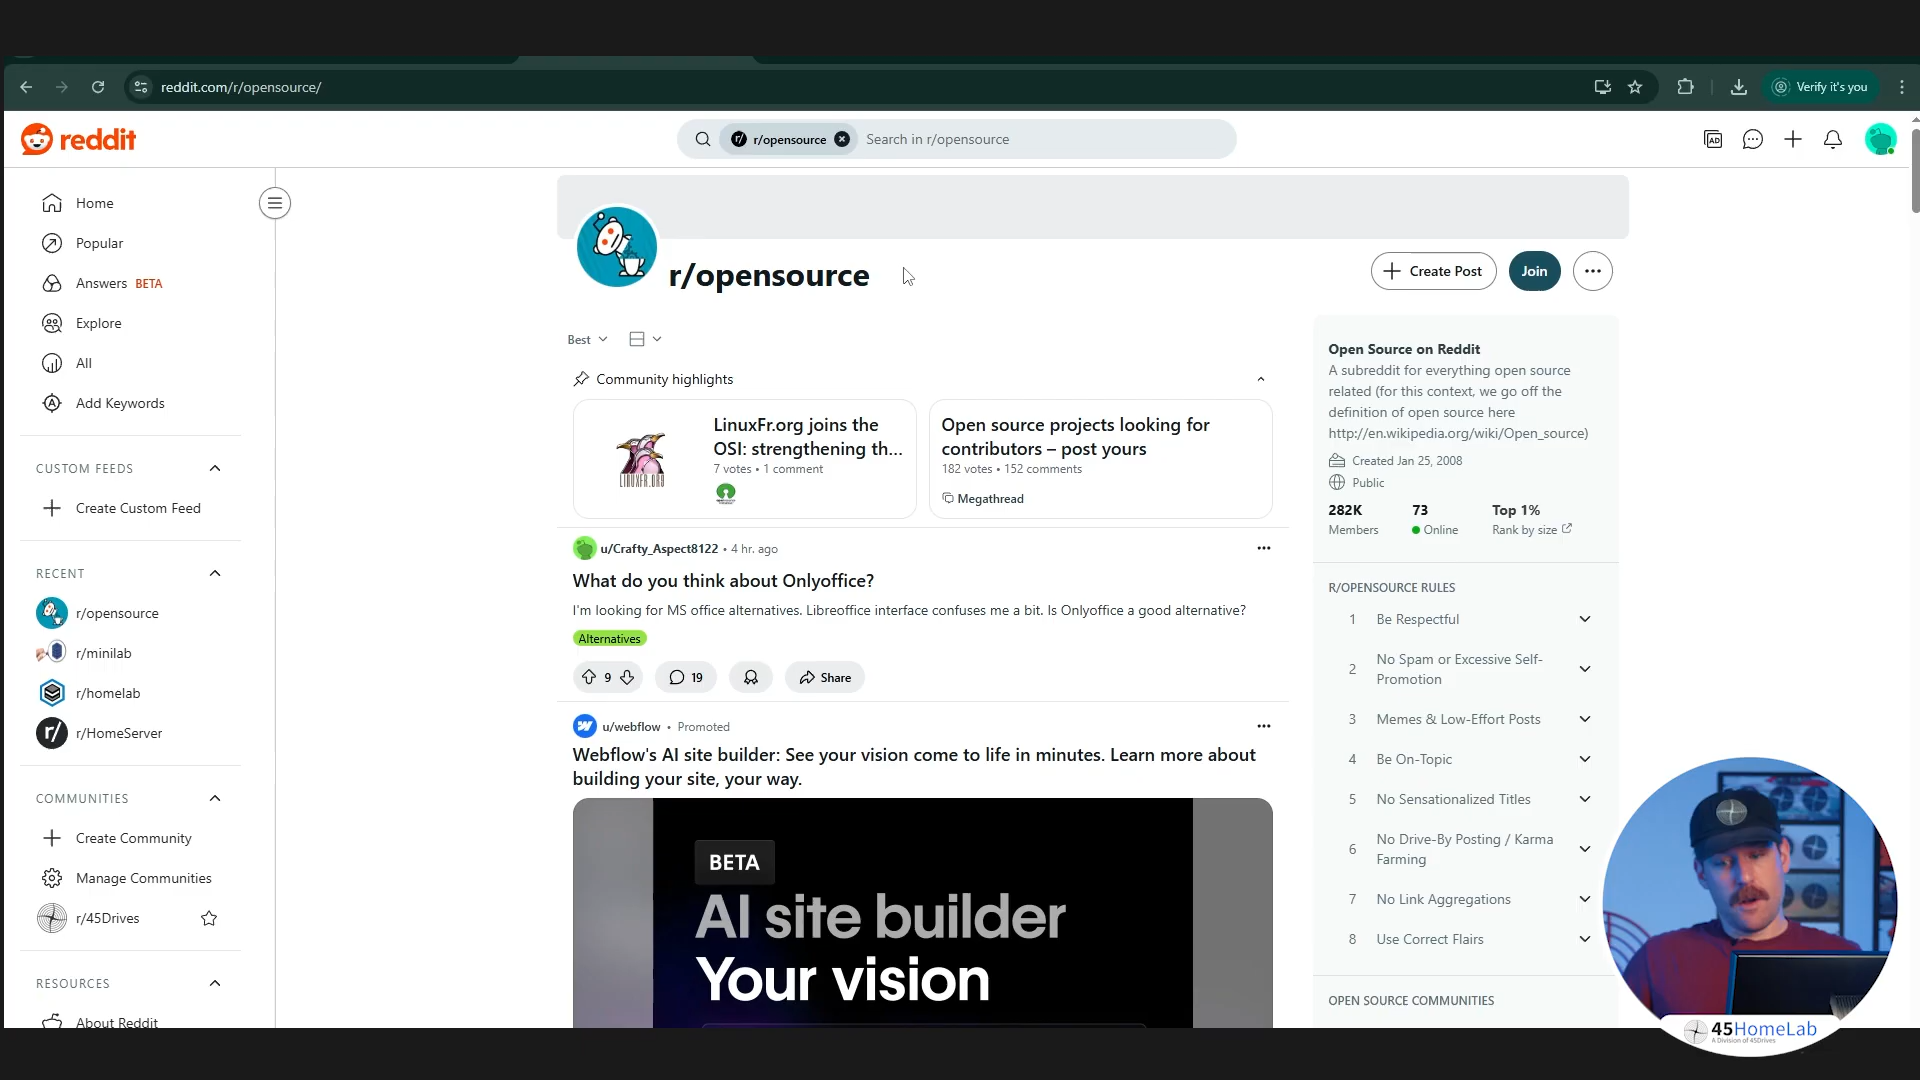 reddit.com/r/opensource/
Verify it's you
reddit
r/opensource
Search in r/opensource
AD
Home
Popular
Answers BETA
Explore
All
Add Keywords
CUSTOM FEEDS
Create Custom Feed
RECENT
r/opensource
r/minilab
r/homelab
r/
r/HomeServer
COMMUNITIES
Create Community
Manage Communities
r/45Drives
RESOURCES
About Reddit
r/opensource
Create Post
Join
Best
Community highlights
LINUXFR.ORG
LinuxFr.org joins the
OSI: strengthening th...
7 votes • 1 comment
Open source projects looking for
contributors – post yours
182 votes • 152 comments
Megathread
u/Crafty_Aspect8122 • 4 hr. ago
What do you think about Onlyoffice?
I'm looking for MS office alternatives. Libreoffice interface confuses me a bit. Is Onlyoffice a good alternative?
Alternatives
9
19
Share
u/webflow • Promoted
Webflow's AI site builder: See your vision come to life in minutes. Learn more about
building your site, your way.
BETA
AI site builder
Your vision
Open Source on Reddit
A subreddit for everything open source
related (for this context, we go off the
definition of open source here
http://en.wikipedia.org/wiki/Open_source)
Created Jan 25, 2008
Public
282K
Members
73
Online
Top 1%
Rank by size
R/OPENSOURCE RULES
1 Be Respectful
2 No Spam or Excessive Self-
Promotion
3 Memes & Low-Effort Posts
4 Be On-Topic
5 No Sensationalized Titles
6 No Drive-By Posting / Karma
Farming
7 No Link Aggregations
8 Use Correct Flairs
OPEN SOURCE COMMUNITIES
45HomeLab
A Division of 45Drives